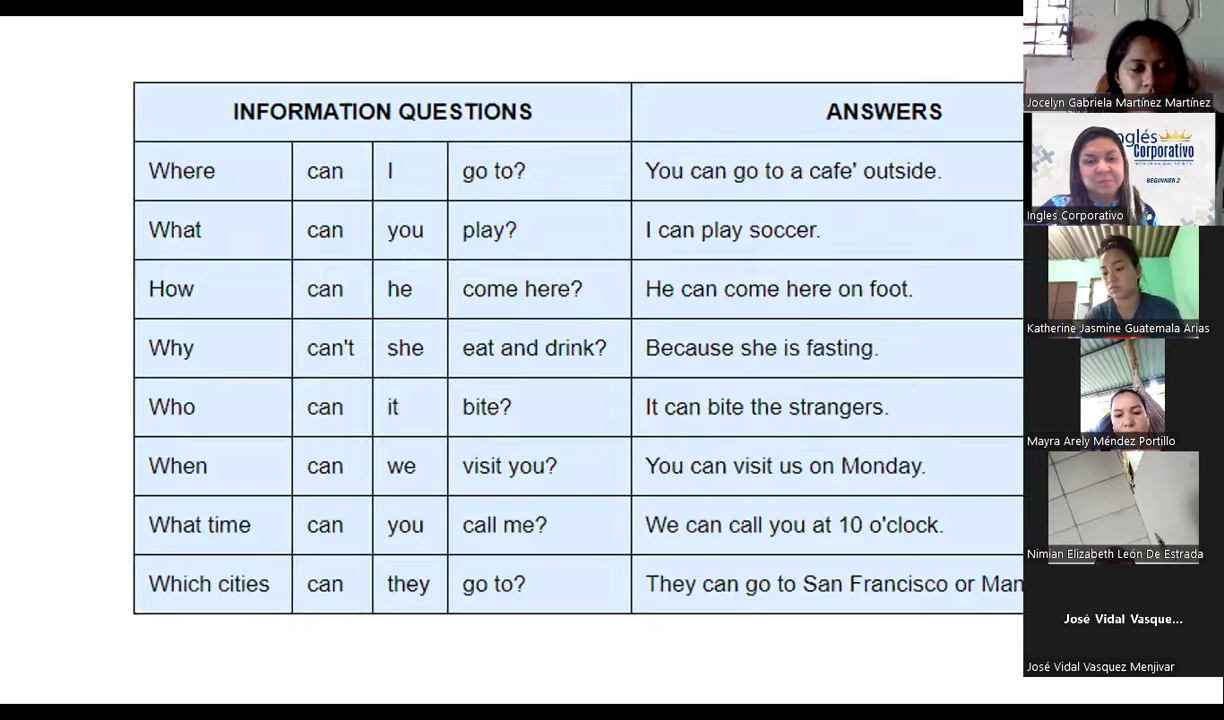 INFORMATION QUESTIONS ANSWERS
Where can I go to? You can go to a cafe' outside.
What can you play? I can play soccer.
How can he come here? He can come here on foot.
Why can't she eat and drink? Because she is fasting.
Who can it bite? It can bite the strangers.
When can we visit you? You can visit us on Monday.
What time can you call me? We can call you at 10 o'clock.
Which cities can they go to? They can go to San Francisco or Man
Jocelyn Gabriela Martínez Martínez
nglés
Corporativo
BEGINNER 2
Ingles Corporativo
Katherine Jasmine Guatemala Arias
Mayra Arely Méndez Portillo
Nimian Elizabeth León De Estrada
José Vidal Vasque...
José Vidal Vasquez Menjivar